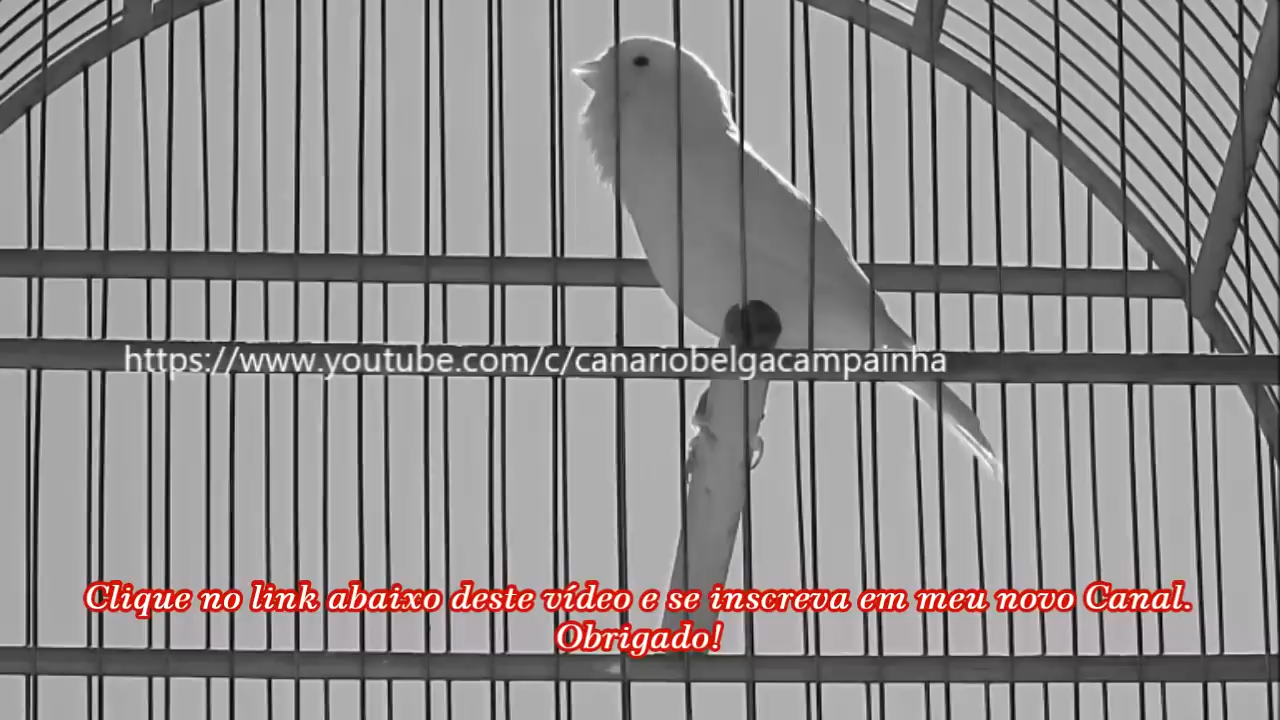 https://www.youtube.com/c/canariobelgacampainha
Clique no link abaixo deste vídeo e se inscreva em meu novo Canal.
Obrigado!